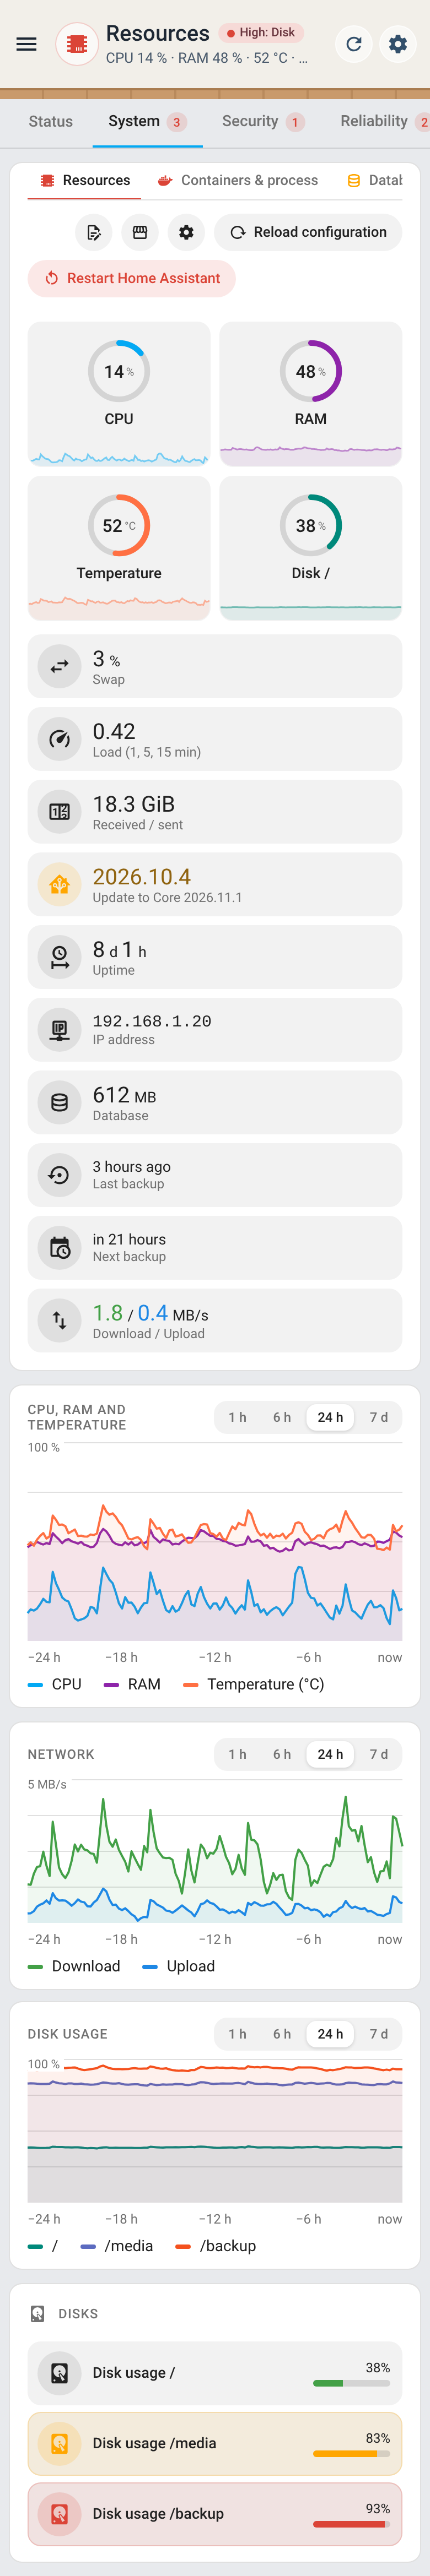 Resources
High: Disk
CPU 14 % · RAM 48 % · 52 °C · ...
Status
System 3
Security 1
Reliability 2
Resources
Containers & process
Datab
Reload configuration
Restart Home Assistant
14 %
CPU
48 %
RAM
52 °C
Temperature
38 %
Disk /
3 %
Swap
0.42
Load (1, 5, 15 min)
18.3 GiB
Received / sent
2026.10.4
Update to Core 2026.11.1
8 d 1 h
Uptime
IP
192.168.1.20
IP address
612 MB
Database
3 hours ago
Last backup
in 21 hours
Next backup
1.8 / 0.4 MB/s
Download / Upload
CPU, RAM AND
TEMPERATURE
1 h 6 h 24 h 7 d
100 %
−24 h −18 h −12 h −6 h now
CPU RAM Temperature (°C)
NETWORK
1 h 6 h 24 h 7 d
5 MB/s
−24 h −18 h −12 h −6 h now
Download Upload
DISK USAGE
1 h 6 h 24 h 7 d
100 %
−24 h −18 h −12 h −6 h now
/ /media /backup
DISKS
Disk usage /
38%
Disk usage /media
83%
Disk usage /backup
93%